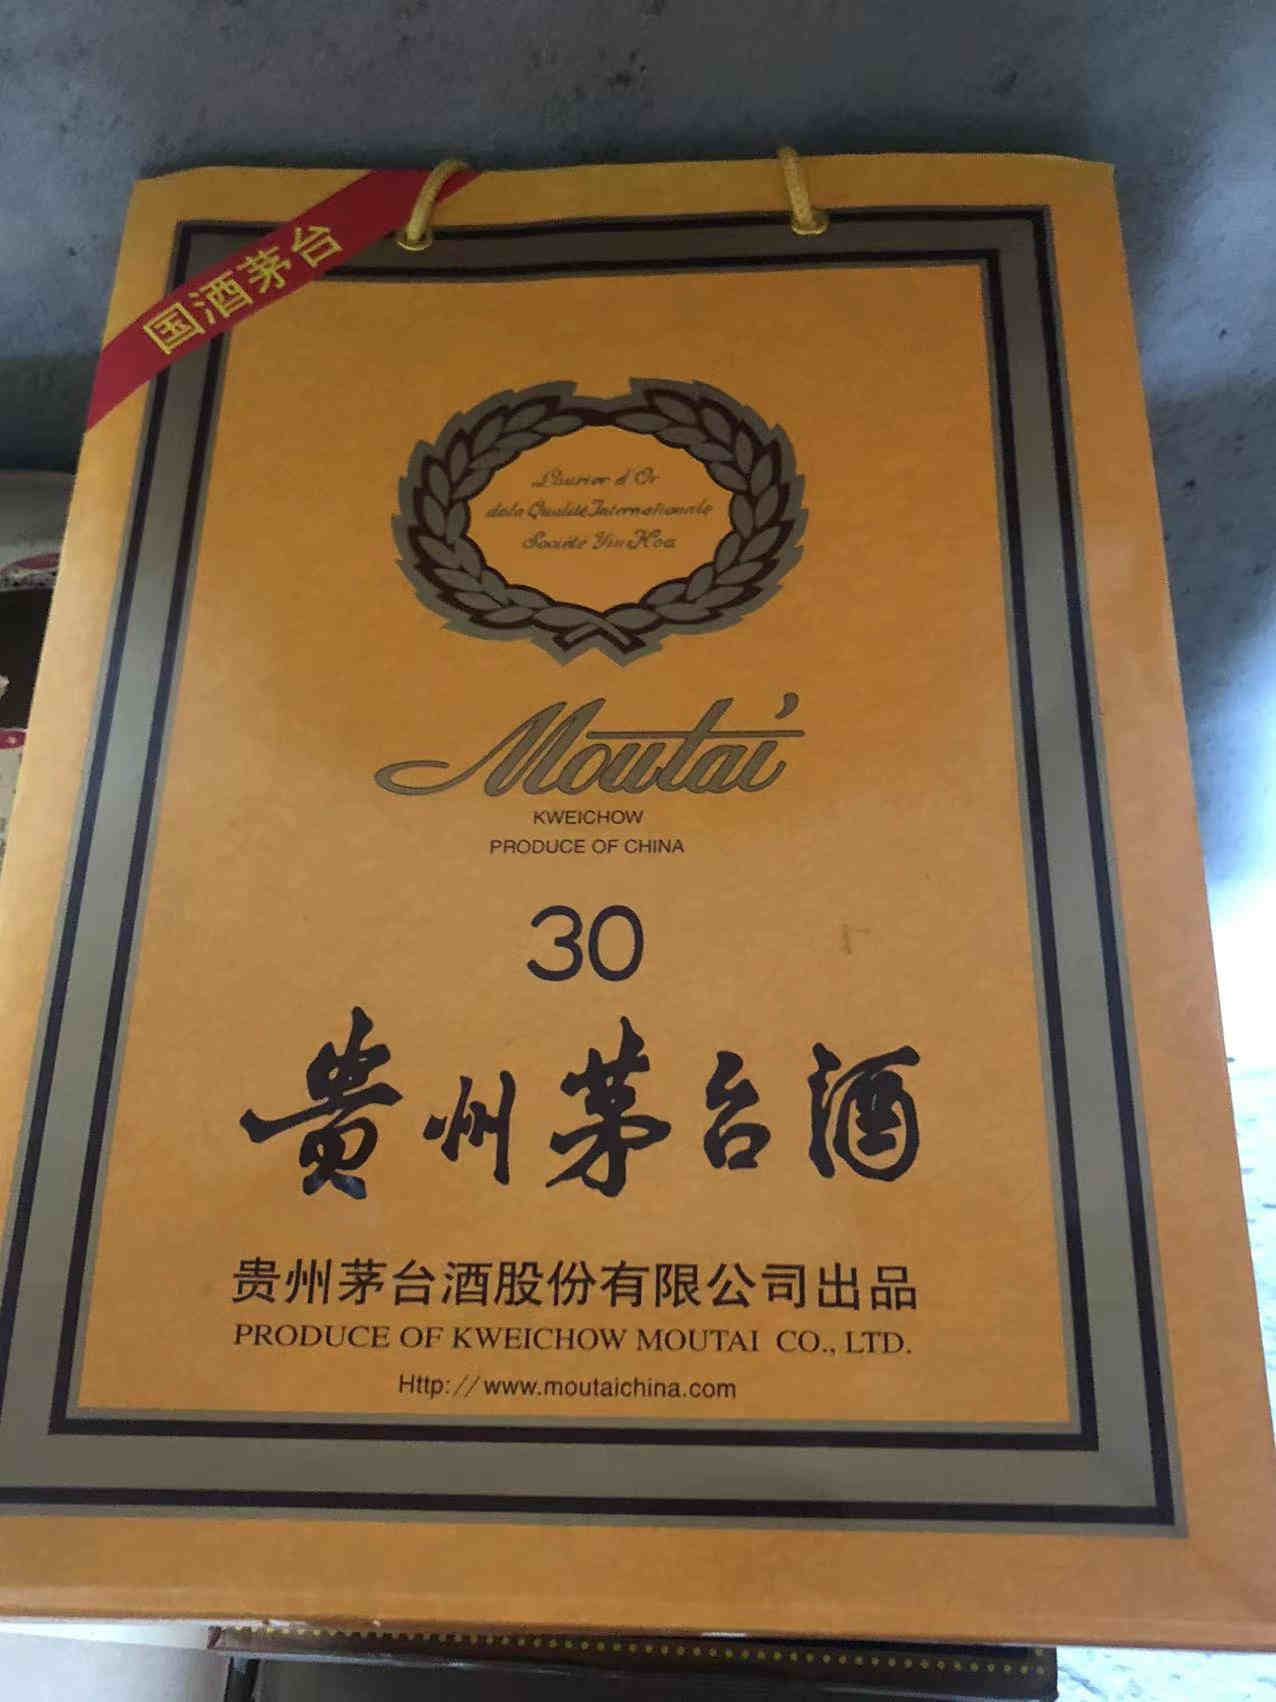 国酒茅台
Laurier d'Or
de la Qualité Internationale
Société Yin Hoa
Moutai
KWEICHOW
PRODUCE OF CHINA
30
贵州茅台酒
贵州茅台酒股份有限公司出品
PRODUCE OF KWEICHOW MOUTAI CO., LTD.
Http://www.moutaichina.com